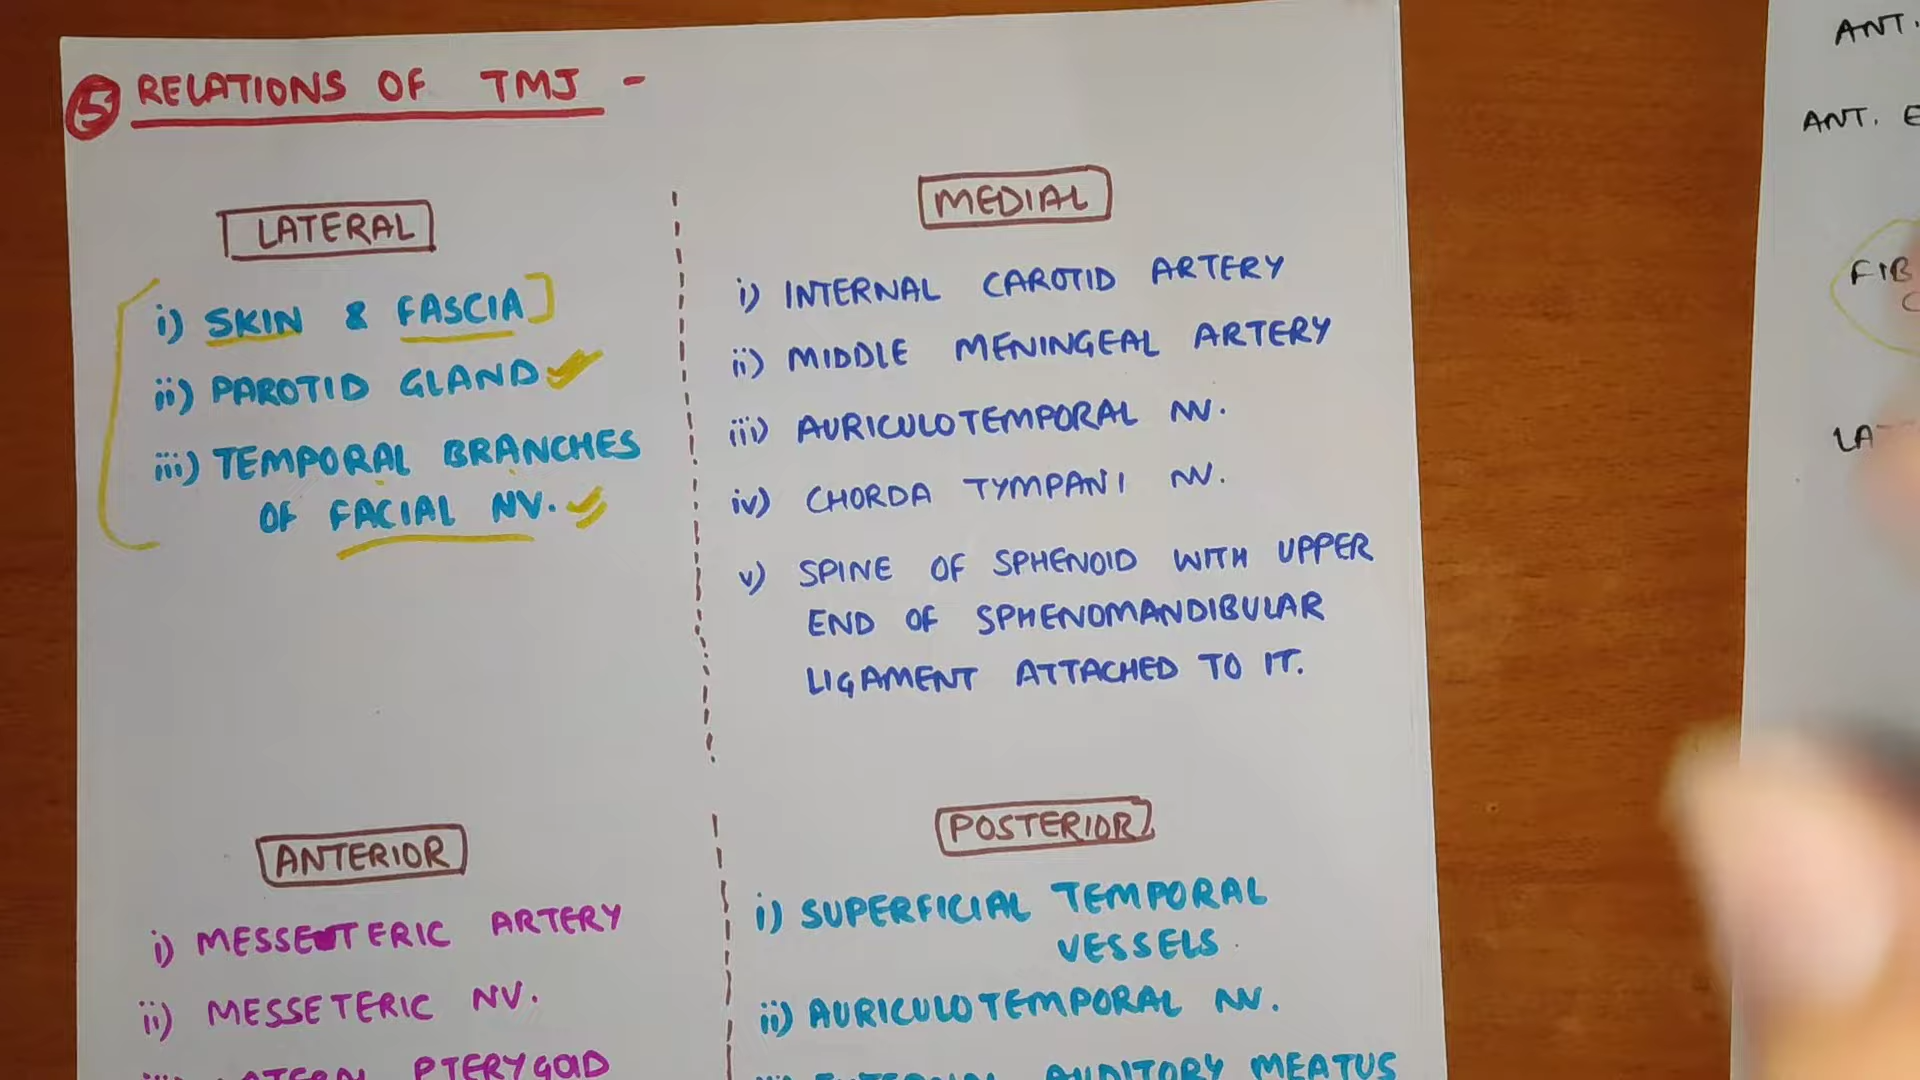 5 RELATIONS OF TMJ -
LATERAL
i) SKIN & FASCIA]
ii) PAROTID GLAND
iii) TEMPORAL BRANCHES
OF FACIAL NV.
MEDIAL
i) INTERNAL CAROTID ARTERY
ii) MIDDLE MENINGEAL ARTERY
iii) AURICULOTEMPORAL NV.
iv) CHORDA TYMPANI NV.
v) SPINE OF SPHENOID WITH UPPER
END OF SPHENOMANDIBULAR
LIGAMENT ATTACHED TO IT.
ANTERIOR
i) MESSETERIC ARTERY
ii) MESSETERIC NV.
PTERYGOID
POSTERIOR
i) SUPERFICIAL TEMPORAL
VESSELS
ii) AURICULOTEMPORAL NV.
iii) EXTERNAL AUDITORY MEATUS
ANT.
ANT. E
FIB